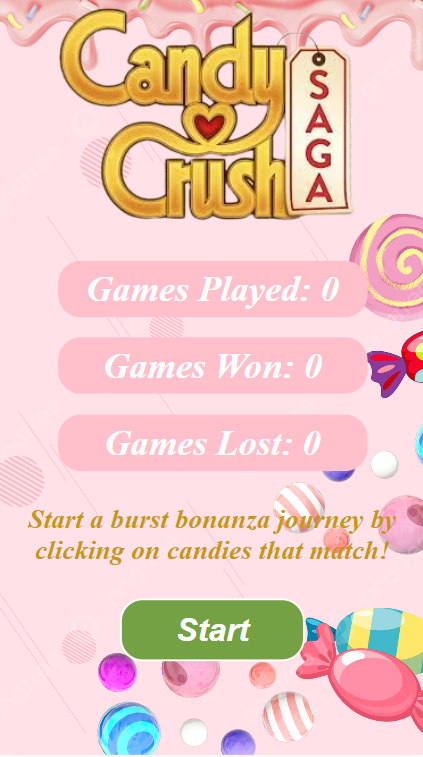 Candy
Crush
SAGA
Games Played: 0
Games Won: 0
Games Lost: 0
Start a burst bonanza journey by
clicking on candies that match!
Start